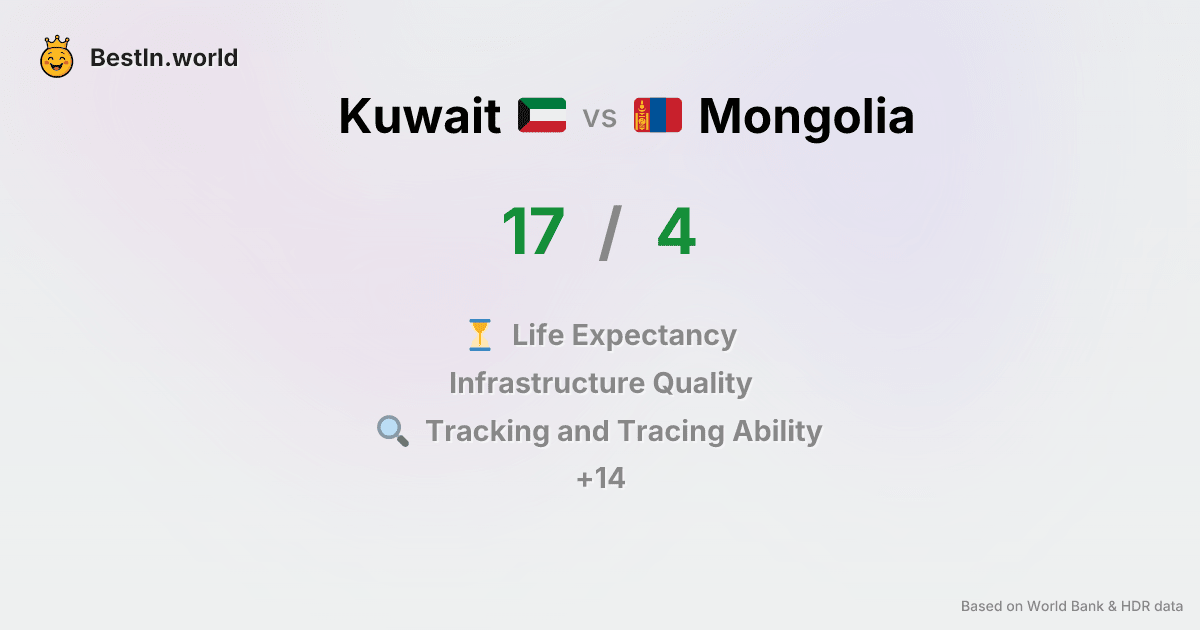 BestIn.world
Kuwait vs Mongolia
17 / 4
Life Expectancy
Infrastructure Quality
Tracking and Tracing Ability
+14
Based on World Bank & HDR data